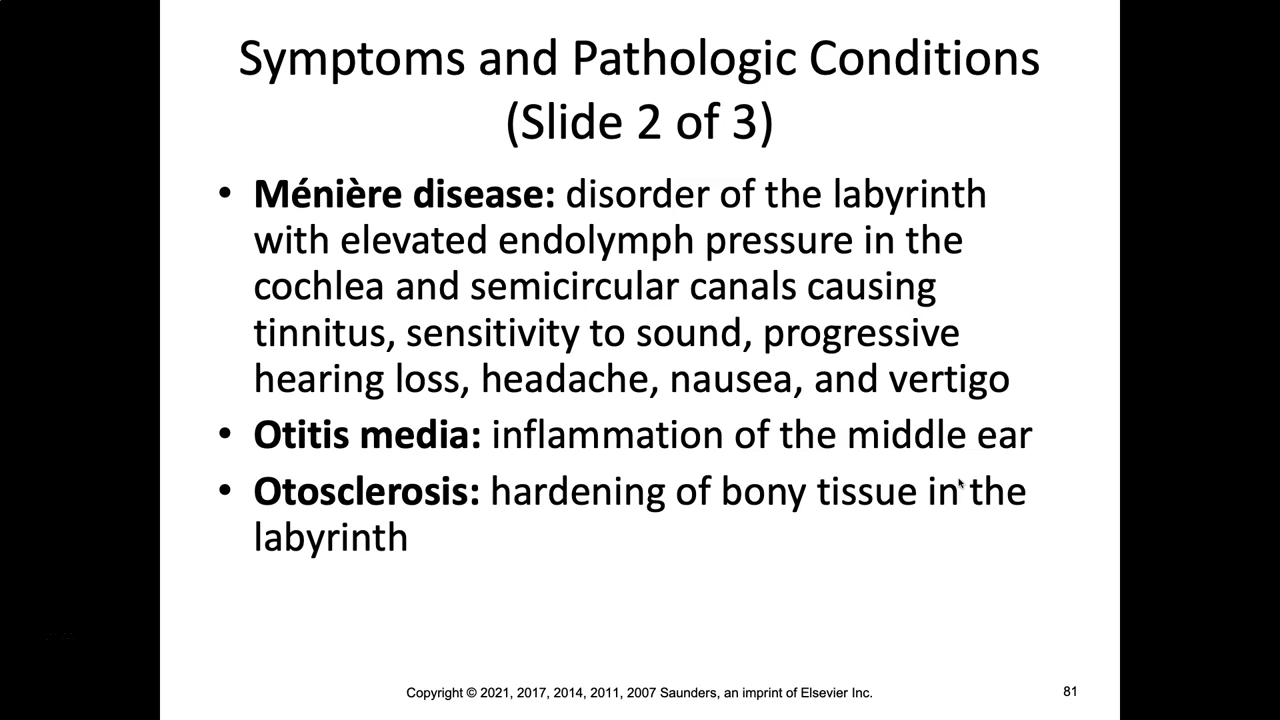 Symptoms and Pathologic Conditions
(Slide 2 of 3)
• Ménière disease: disorder of the labyrinth
with elevated endolymph pressure in the
cochlea and semicircular canals causing
tinnitus, sensitivity to sound, progressive
hearing loss, headache, nausea, and vertigo
• Otitis media: inflammation of the middle ear
• Otosclerosis: hardening of bony tissue in the
labyrinth
Copyright © 2021, 2017, 2014, 2011, 2007 Saunders, an imprint of Elsevier Inc.
81